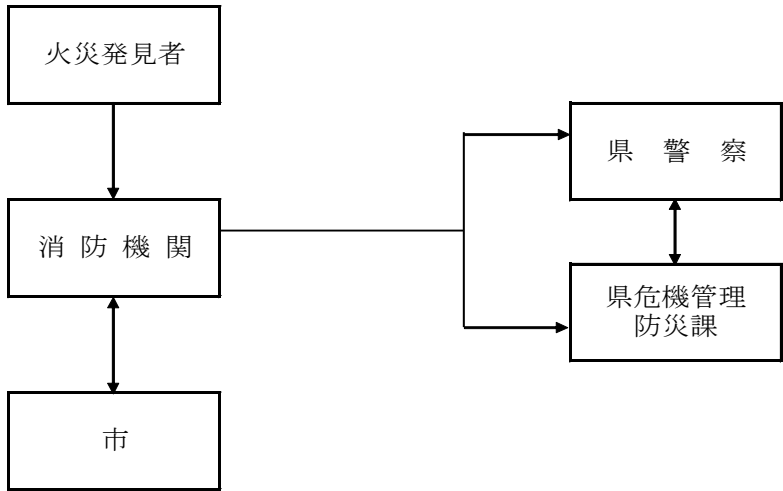 火災発見者
消防機関
市
県警察
県危機管理
防災課